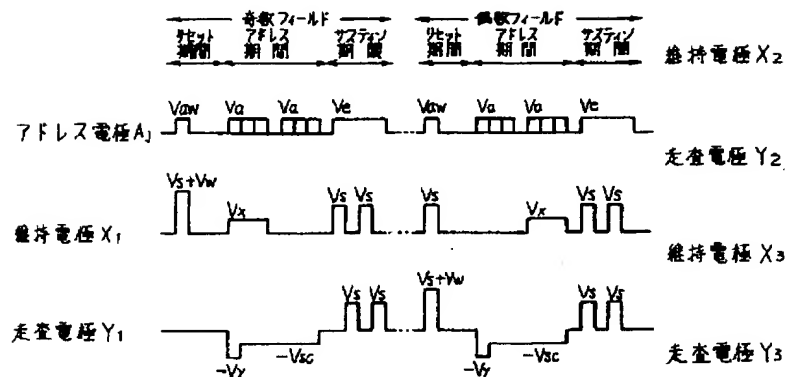 奇数フィールド 偶数フィールド
リセット期間 アドレス期間 サスティン期間 リセット期間 アドレス期間 サスティン期間
維持電極X2
Vaw Va Va Ve Vaw Va Va Ve
アドレス電極Aj
走査電極Y2
Vs+Vw Vx Vs Vs Vs Vx Vs Vs
維持電極X1
維持電極X3
Vs Vs Vs+Vw Vs Vs
走査電極Y1
走査電極Y3
-Vy -Vsc -Vy -Vsc